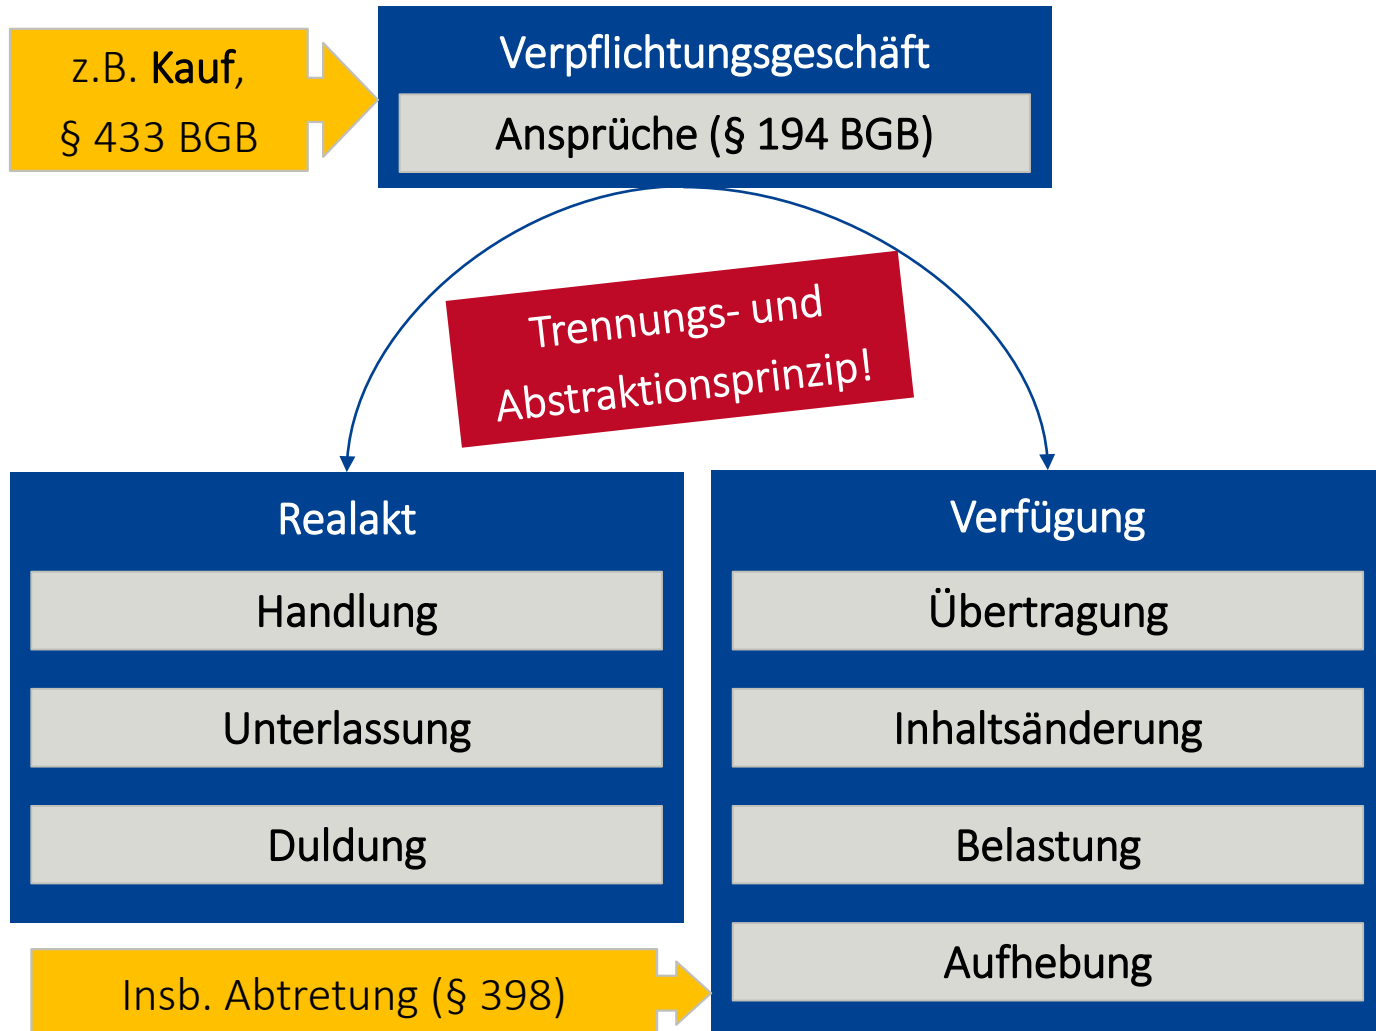 z.B. Kauf,
§ 433 BGB
Verpflichtungsgeschäft
Ansprüche (§ 194 BGB)
Trennungs- und
Abstraktionsprinzip!
Realakt
Handlung
Unterlassung
Duldung
Verfügung
Übertragung
Inhaltsänderung
Belastung
Aufhebung
Insb. Abtretung (§ 398)